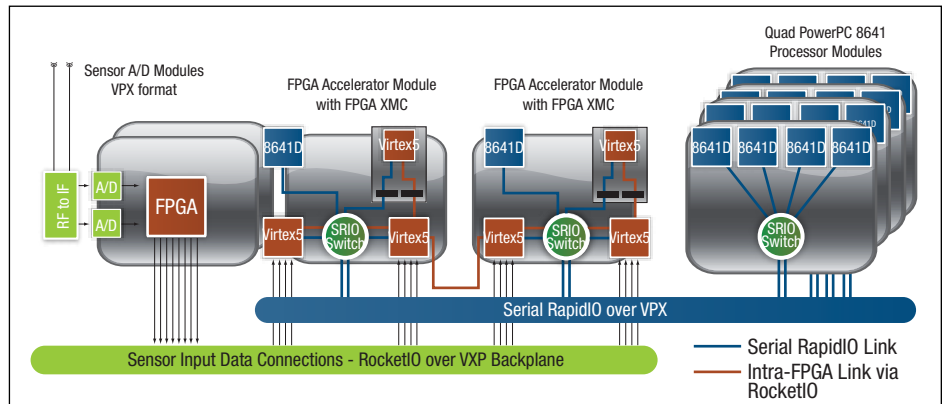 Quad PowerPC 8641
Processor Modules
Sensor A/D Modules
VPX format
FPGA Accelerator Module
with FPGA XMC
FPGA Accelerator Module
with FPGA XMC
RF to IF
A/D
A/D
FPGA
8641D
Virtex5
Virtex5
SRIO
Switch
Virtex5
8641D
Virtex5
Virtex5
SRIO
Switch
Virtex5
8641D
8641D
8641D
8641D
8641D
SRIO
Switch
Serial RapidIO over VPX
Sensor Input Data Connections - RocketIO over VXP Backplane
Serial RapidIO Link
Intra-FPGA Link via
RocketIO